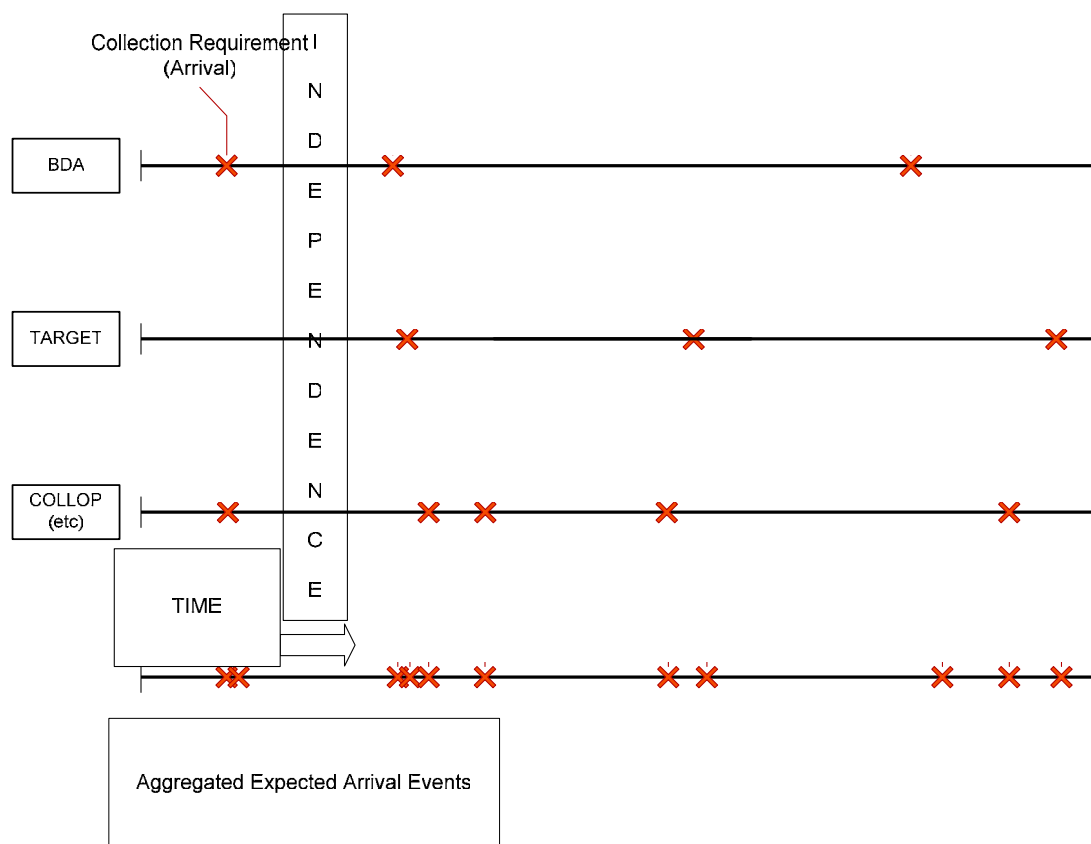 Collection Requirement
(Arrival)
I
N
D
E
P
E
N
D
E
N
C
E
BDA
TARGET
COLLOP
(etc)
TIME
Aggregated Expected Arrival Events